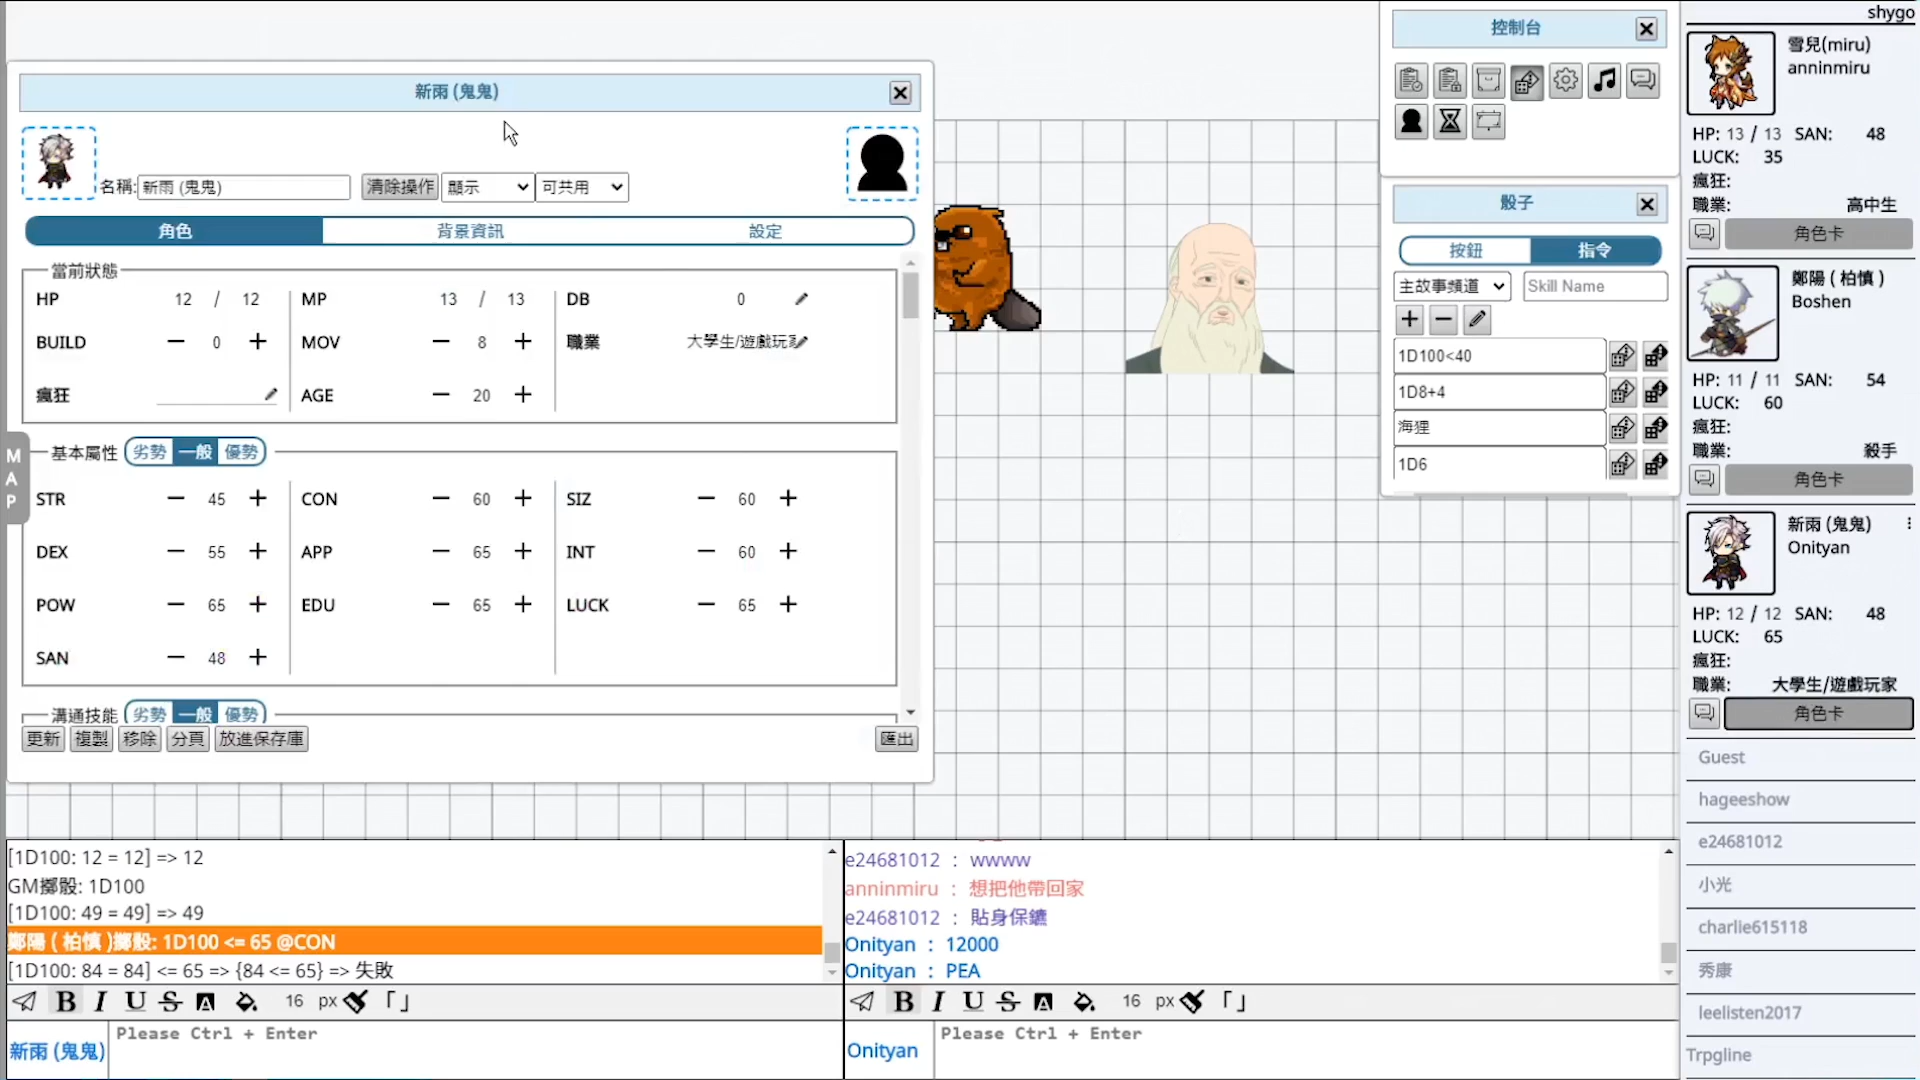 新雨 (鬼鬼)
名稱: 新雨 (鬼鬼) 清除操作 顯示 可共用
角色 背景資訊 設定
當前狀態
HP 12 / 12 MP 13 / 13 DB 0
BUILD 0 MOV 8 職業 大學生/遊戲玩家
瘋狂 AGE 20
基本屬性 劣勢 一般 優勢
STR 45 CON 60 SIZ 60
DEX 55 APP 65 INT 60
POW 65 EDU 65 LUCK 65
SAN 48
溝通技能 劣勢 一般 優勢
更新 複製 移除 分頁 放進保存庫 匯出
MAP
控制台
骰子
按鈕 指令
主故事頻道 Skill Name
1D100<40
1D8+4
海狸
1D6
shygo
雪兒(miru)
anninmiru
HP: 13 / 13 SAN: 48
LUCK: 35
瘋狂:
職業: 高中生
角色卡
鄭陽 ( 柏慎 )
Boshen
HP: 11 / 11 SAN: 54
LUCK: 60
瘋狂:
職業: 殺手
角色卡
新雨 (鬼鬼)
Onityan
HP: 12 / 12 SAN: 48
LUCK: 65
瘋狂:
職業: 大學生/遊戲玩家
角色卡
Guest
hageeshow
e24681012
小光
charlie615118
秀康
leelisten2017
Trpgline
[1D100: 12 = 12] => 12
GM擲骰: 1D100
[1D100: 49 = 49] => 49
鄭陽 ( 柏慎 )擲骰: 1D100 <= 65 @CON
[1D100: 84 = 84] <= 65 => {84 <= 65} => 失敗
B I U S A 16 px 「」
新雨 (鬼鬼) Please Ctrl + Enter
e24681012 : wwww
anninmiru : 想把他帶回家
e24681012 : 貼身保鑣
Onityan : 12000
Onityan : PEA
B I U S A 16 px 「」
Onityan Please Ctrl + Enter